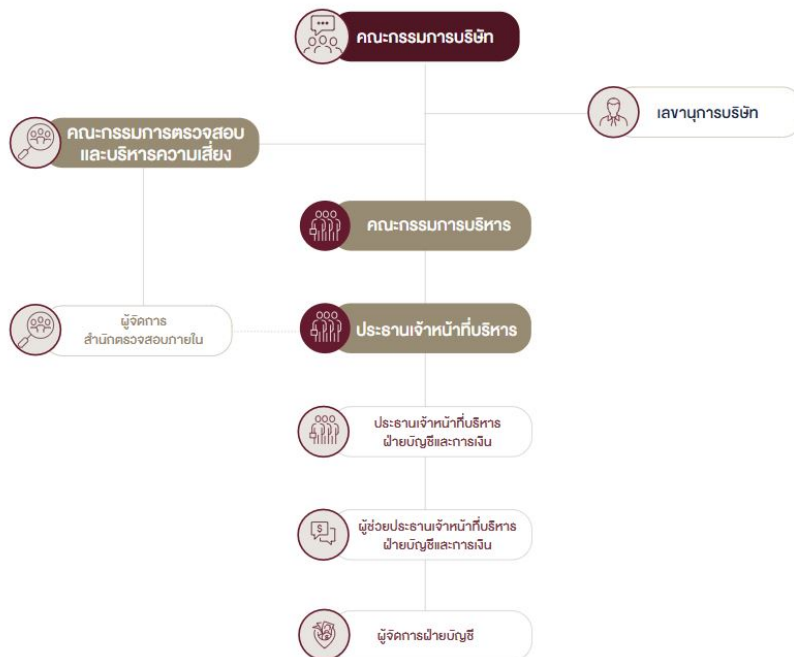 คณะกรรมการบริษัท
เลขานุการบริษัท
คณะกรรมการตรวจสอบ
และบริหารความเสี่ยง
คณะกรรมการบริหาร
ผู้จัดการ
สำนักตรวจสอบภายใน
ประธานเจ้าหน้าที่บริหาร
ประธานเจ้าหน้าที่บริหาร
ฝ่ายบัญชีและการเงิน
$
ผู้ช่วยประธานเจ้าหน้าที่บริหาร
ฝ่ายบัญชีและการเงิน
ผู้จัดการฝ่ายบัญชี